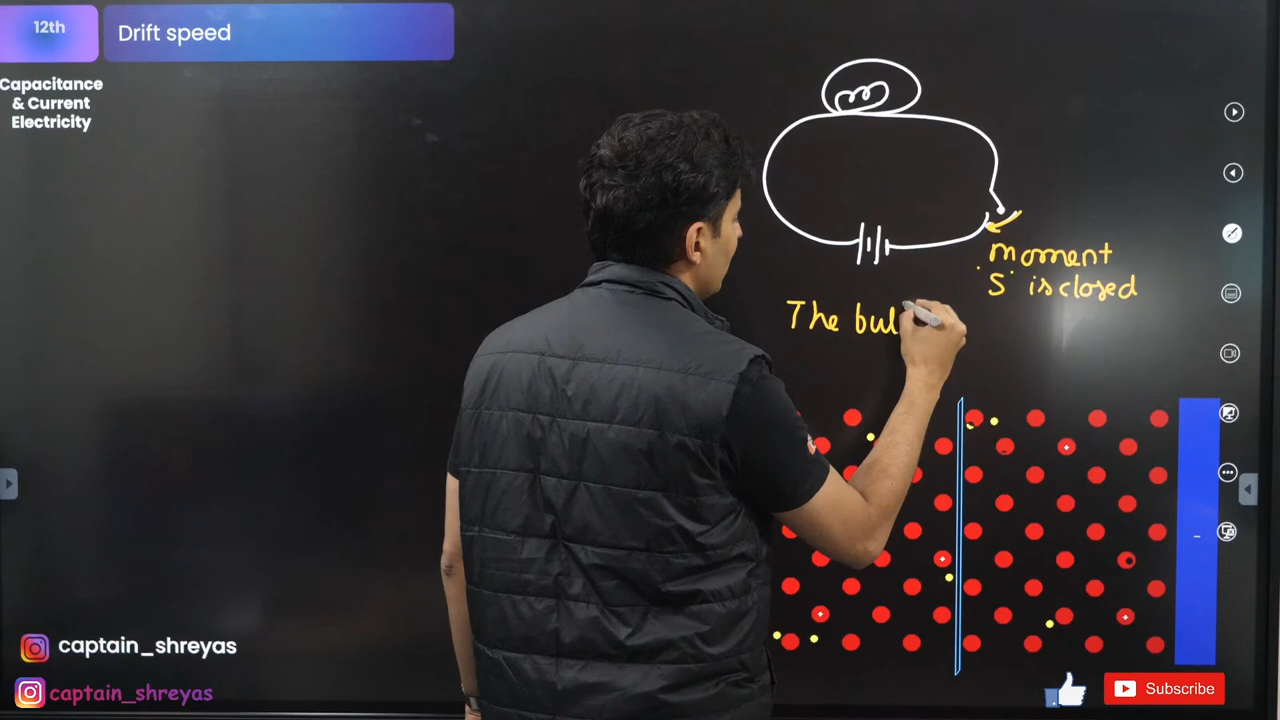 12th
Drift speed
Capacitance
& Current
Electricity
moment
'S' is closed
The bul
captain_shreyas
captain_shreyas
Subscribe